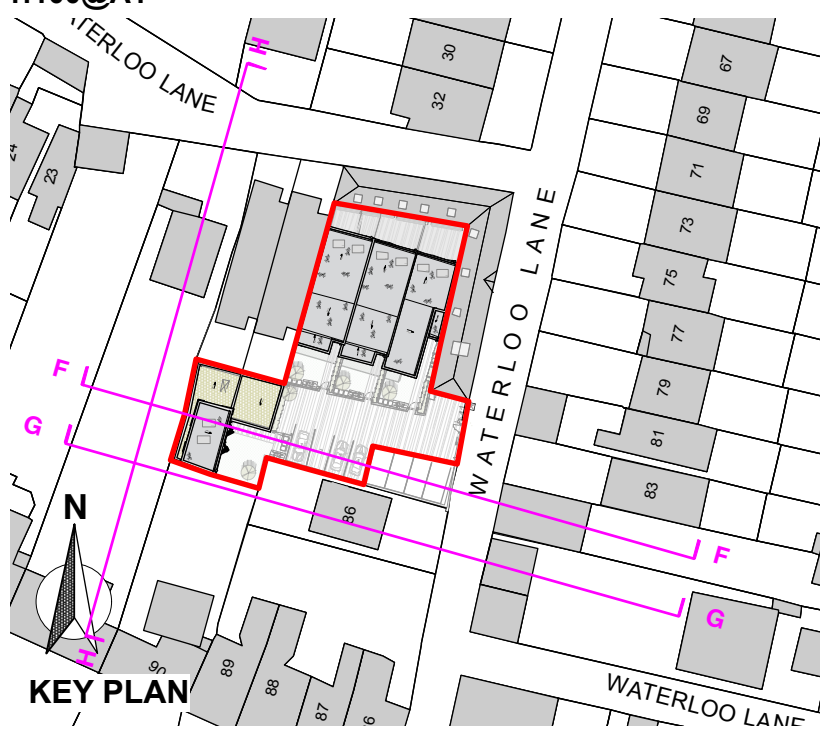 H
WATERLOO LANE
30
32
67
69
71
73
75
77
79
81
83
24
23
WATERLOO LANE
F
G
N
86
F
G
H
90
89
88
87
KEY PLAN
WATERLOO LANE